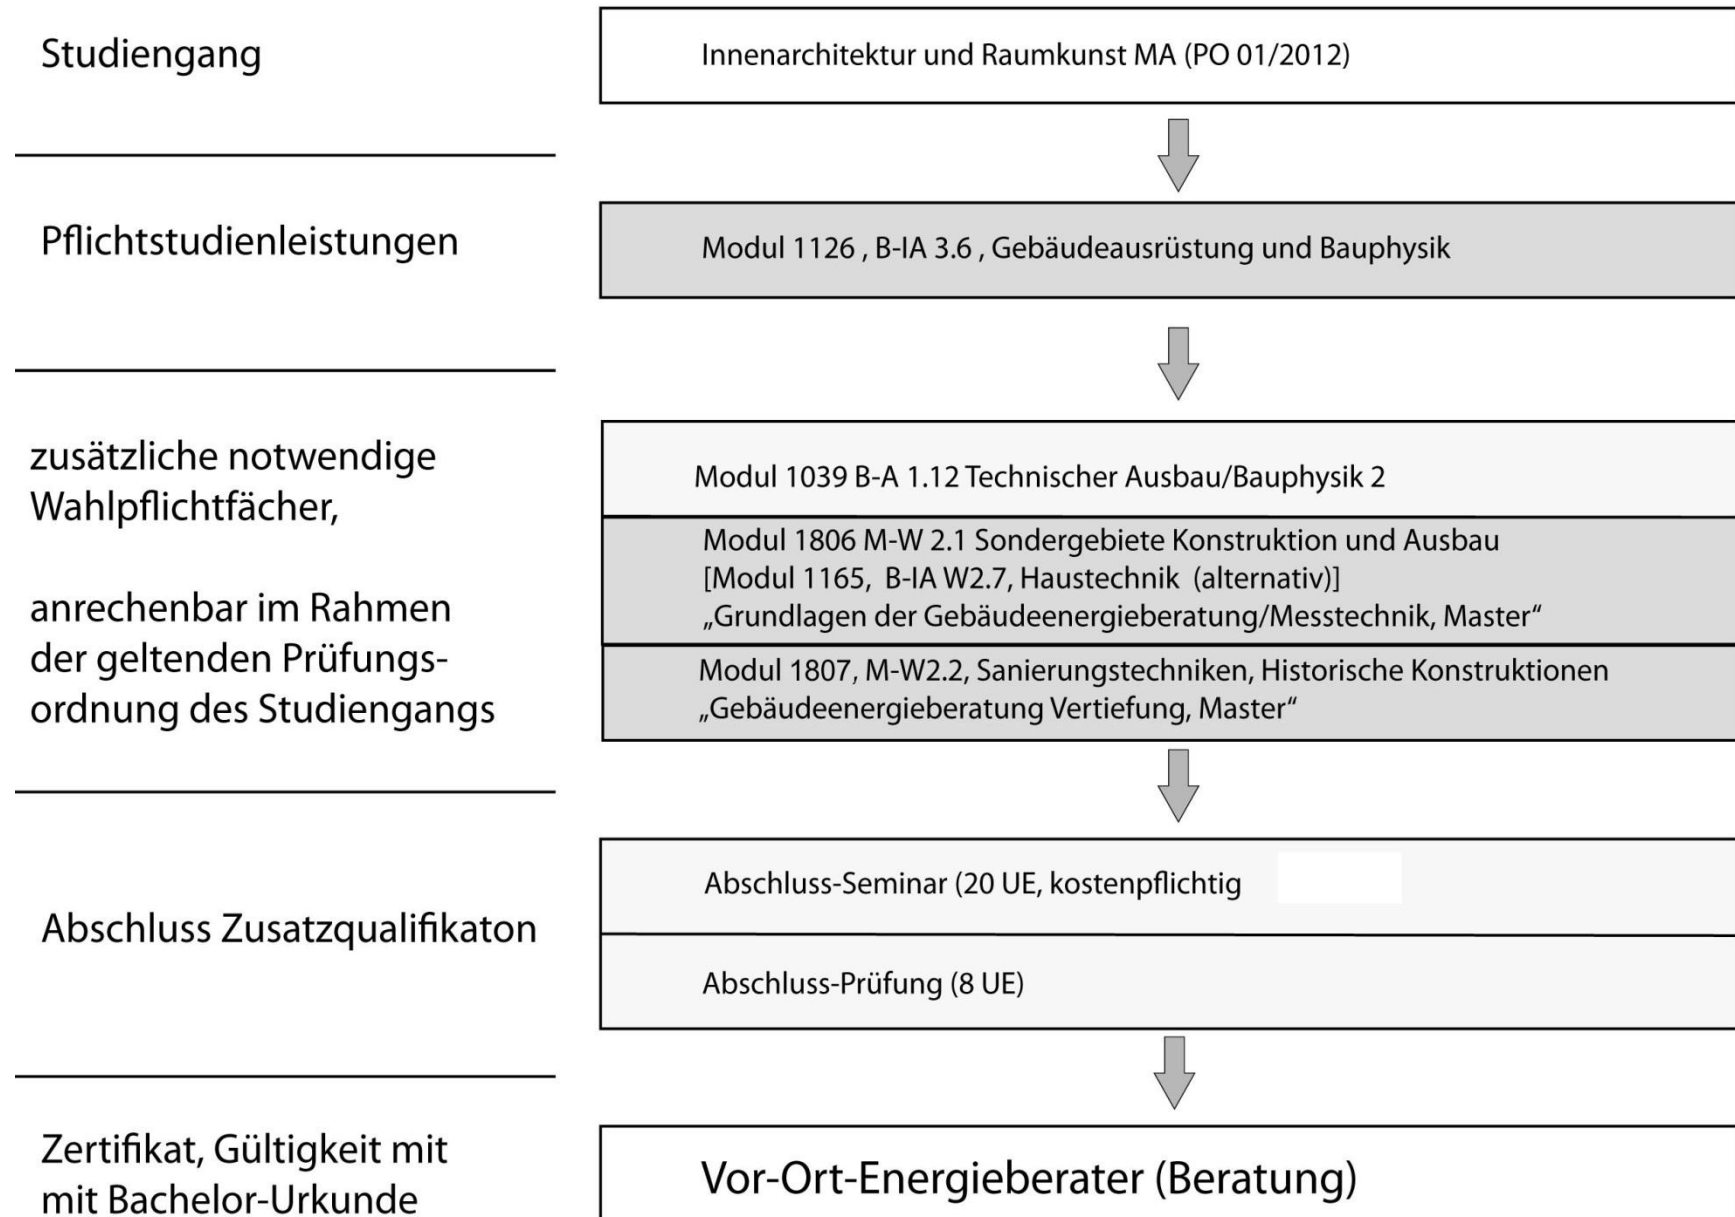 Studiengang
Innenarchitektur und Raumkunst MA (PO 01/2012)
Pflichtstudienleistungen
Modul 1126 , B-IA 3.6 , Gebäudeausrüstung und Bauphysik
zusätzliche notwendige
Wahlpflichtfächer,
anrechenbar im Rahmen
der geltenden Prüfungs-
ordnung des Studiengangs
Modul 1039 B-A 1.12 Technischer Ausbau/Bauphysik 2
Modul 1806 M-W 2.1 Sondergebiete Konstruktion und Ausbau
[Modul 1165,  B-IA W2.7, Haustechnik  (alternativ)]
„Grundlagen der Gebäudeenergieberatung/Messtechnik, Master“
Modul 1807, M-W2.2, Sanierungstechniken, Historische Konstruktionen
„Gebäudeenergieberatung Vertiefung, Master“
Abschluss Zusatzqualifikaton
Abschluss-Seminar (20 UE, kostenpflichtig
Abschluss-Prüfung (8 UE)
Zertifikat, Gültigkeit mit
mit Bachelor-Urkunde
Vor-Ort-Energieberater (Beratung)